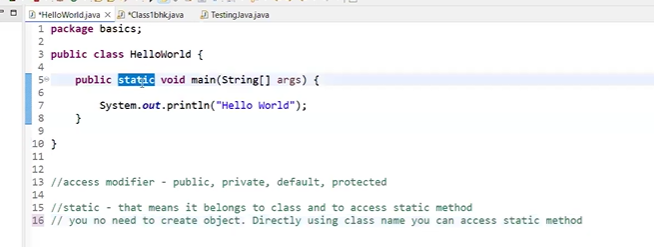 *HelloWorld.java *Class1bhk.java TestingJava.java
1 package basics;
2
3 public class HelloWorld {
4
5 public static void main(String[] args) {
6
7 System.out.println("Hello World");
8 }
9
10 }
11
12
13 //access modifier - public, private, default, protected
14
15 //static - that means it belongs to class and to access static method
16 // you no need to create object. Directly using class name you can access static method